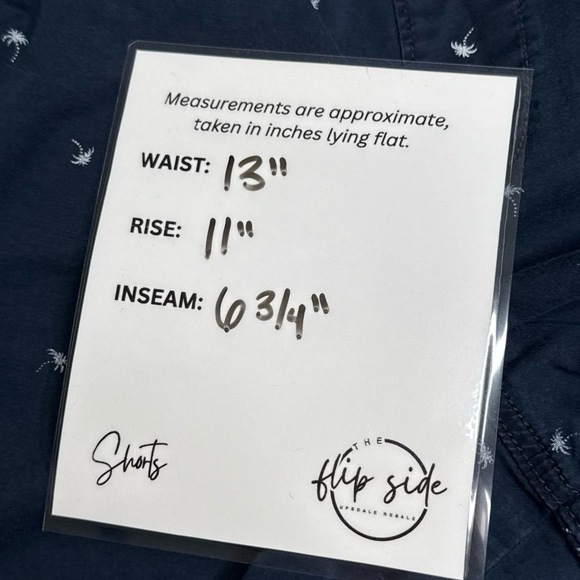 Measurements are approximate,
taken in inches lying flat.
WAIST: 13"
RISE: 11"
INSEAM: 6 3/4"
Shorts
THE
flip side
UPSCALE RESALE